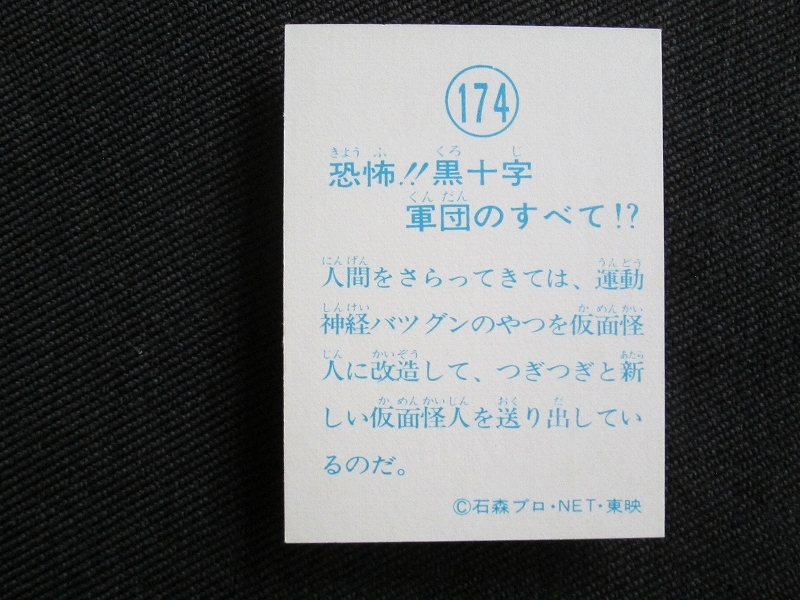 174
恐怖!!黒十字
軍団のすべて!?
人間をさらってきては、運動
神経バツグンのやつを仮面怪
人に改造して、つぎつぎと新
しい仮面怪人を送り出してい
るのだ。
©石森プロ・NET・東映